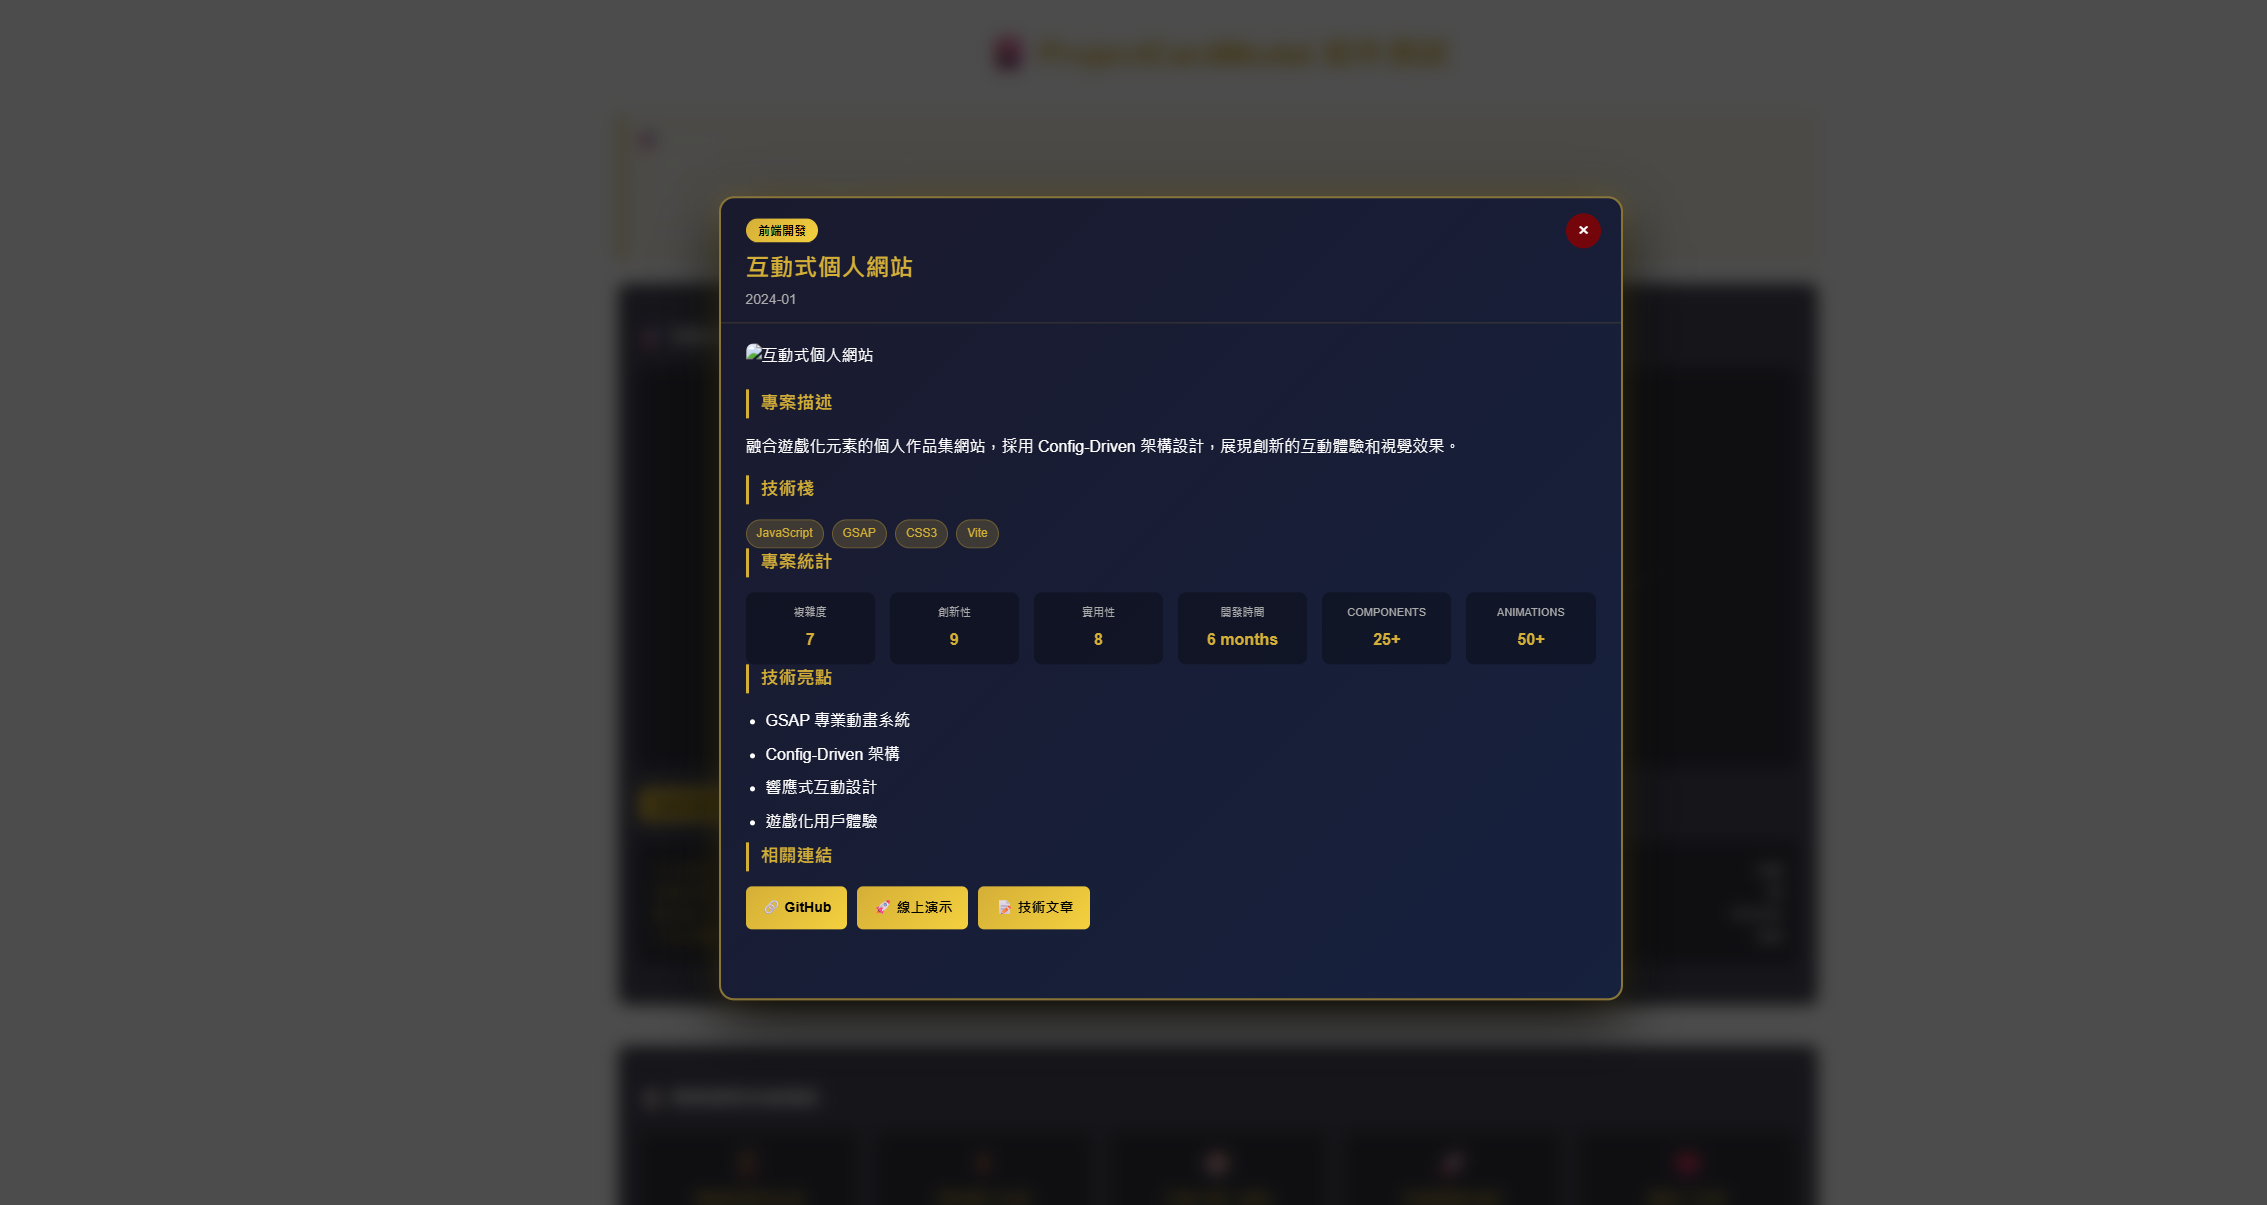 前端開發
×
互動式個人網站
2024-01
互動式個人網站
專案描述
融合遊戲化元素的個人作品集網站，採用 Config-Driven 架構設計，展現創新的互動體驗和視覺效果。
技術棧
JavaScript GSAP CSS3 Vite
專案統計
複雜度 創新性 實用性 開發時間 COMPONENTS ANIMATIONS
7 9 8 6 months 25+ 50+
技術亮點
• GSAP 專業動畫系統
• Config-Driven 架構
• 響應式互動設計
• 遊戲化用戶體驗
相關連結
🔗 GitHub 🚀 線上演示 📝 技術文章